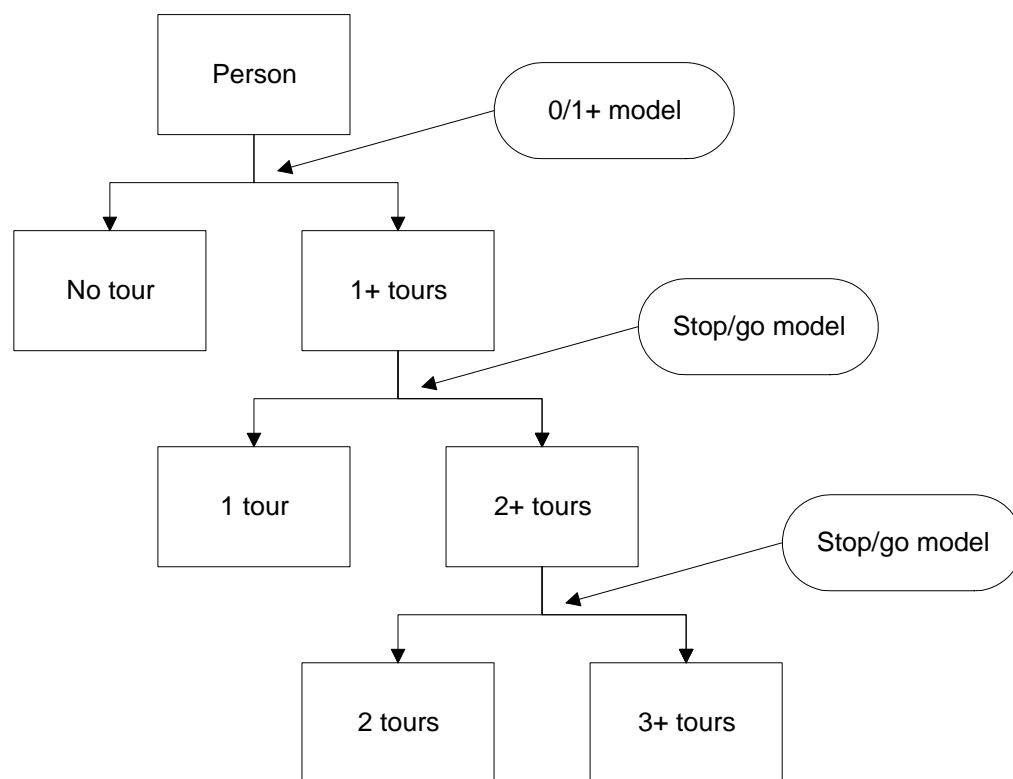 Person
0/1+ model
No tour
1+ tours
Stop/go model
1 tour
2+ tours
Stop/go model
2 tours
3+ tours